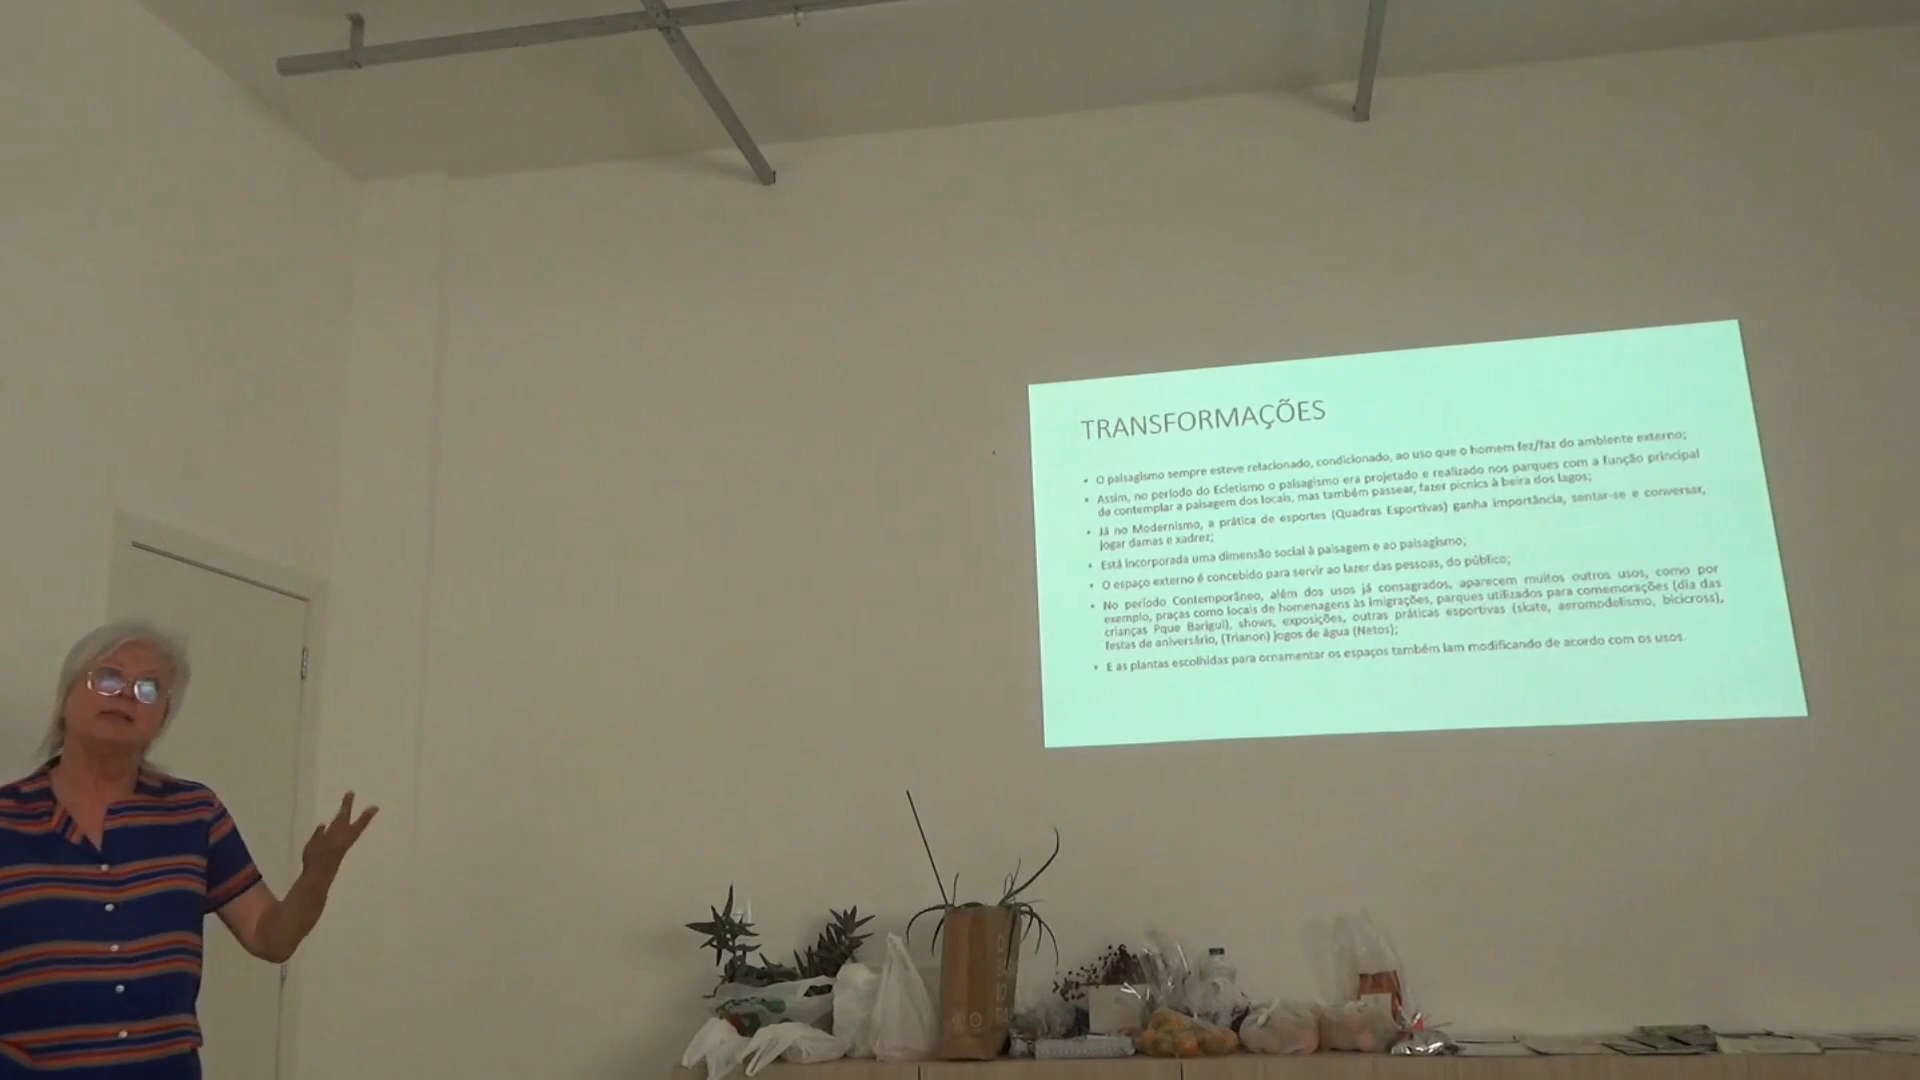 TRANSFORMAÇÕES
• O paisagismo sempre esteve relacionado, condicionado, ao uso que o homem fez/faz do ambiente externo;
• Assim, no período do Ecletismo o paisagismo era projetado e realizado nos parques com a função principal
de contemplar a paisagem dos locais, mas também passear, fazer picnics à beira dos lagos;
• Já no Modernismo, a prática de esportes (Quadras Esportivas) ganha importância, sentar-se e conversar,
jogar damas e xadrez;
• Está incorporada uma dimensão social à paisagem e ao paisagismo;
• O espaço externo é concebido para servir ao lazer das pessoas, do público;
• No período Contemporâneo, além dos usos já consagrados, aparecem muitos outros usos, como por
exemplo, praças como locais de homenagens às imigrações, parques utilizados para comemorações (dia das
crianças Pque Barigui), shows, exposições, outras práticas esportivas (skate, aeromodelismo, bicicross),
festas de aniversário, (Trianon) jogos de água (Netos);
• E as plantas escolhidas para ornamentar os espaços também iam modificando de acordo com os usos.